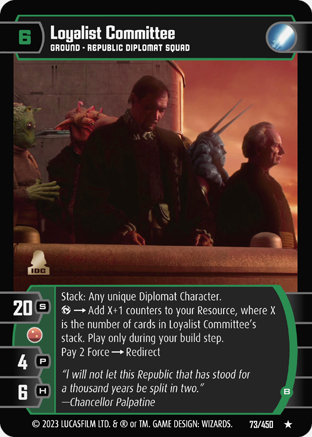 6
Loyalist Committee
GROUND - REPUBLIC DIPLOMAT SQUAD
IDC
20 S
4 P
6 H
Stack: Any unique Diplomat Character.
→ Add X+1 counters to your Resource, where X
is the number of cards in Loyalist Committee's
stack. Play only during your build step.
Pay 2 Force → Redirect
"I will not let this Republic that has stood for
a thousand years be split in two."
—Chancellor Palpatine
B
© 2023 LUCASFILM LTD. & ® or TM. GAME DESIGN: WIZARDS. 73/450 ★